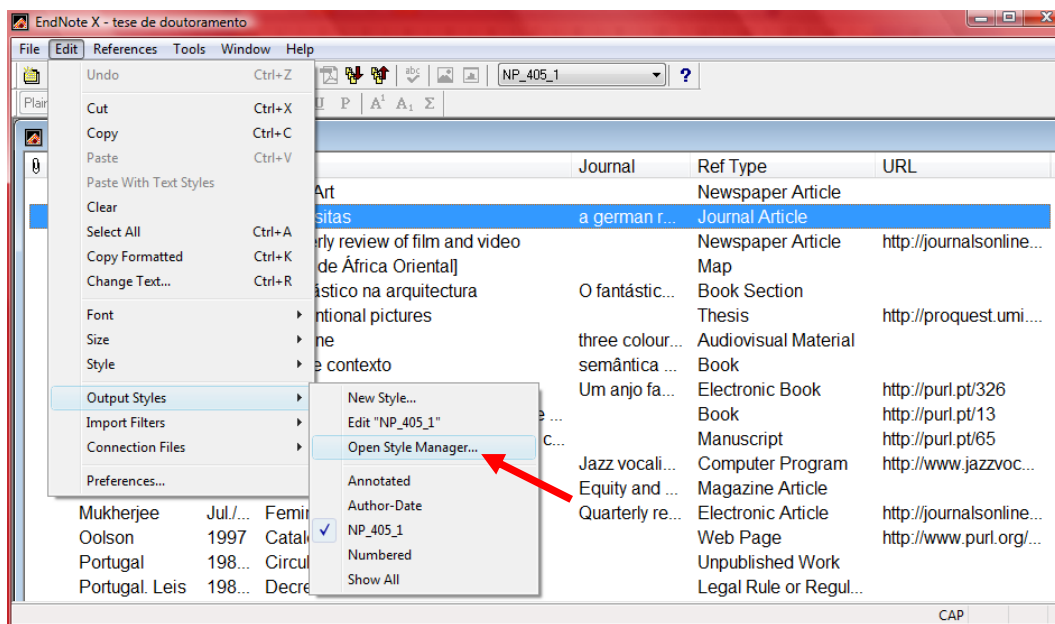 EndNote X - tese de doutoramento
File Edit References Tools Window Help
NP_405_1 ?
Plain U P A¹ A₁ Σ
Undo Ctrl+Z
Cut Ctrl+X
Copy Ctrl+C
Paste Ctrl+V
Paste With Text Styles
Clear
Select All Ctrl+A
Copy Formatted Ctrl+K
Change Text... Ctrl+R
Font
Size
Style
Output Styles
Import Filters
Connection Files
Preferences...
New Style...
Edit "NP_405_1"
Open Style Manager...
Annotated
Author-Date
NP_405_1
Numbered
Show All
Journal Ref Type URL
Art Newspaper Article
sitas a german r... Journal Article
rly review of film and video Newspaper Article http://journalsonline...
de África Oriental] Map
ástico na arquitectura O fantástic... Book Section
ntional pictures Thesis http://proquest.umi....
ne three colour... Audiovisual Material
e contexto semântica ... Book
Um anjo fa... Electronic Book http://purl.pt/326
e ... Book http://purl.pt/13
c... Manuscript http://purl.pt/65
Jazz vocali... Computer Program http://www.jazzvoc...
Equity and ... Magazine Article
Mukherjee Jul./... Femin Quarterly re... Electronic Article http://journalsonline...
Oolson 1997 Catal Web Page http://www.purl.org/...
Portugal 198... Circul Unpublished Work
Portugal. Leis 198... Decre Legal Rule or Regul...
CAP